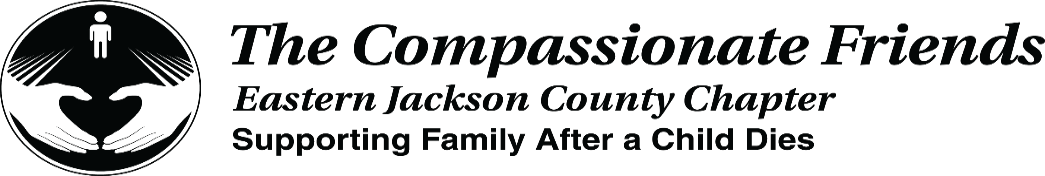 The Compassionate Friends
Eastern Jackson County Chapter
Supporting Family After a Child Dies